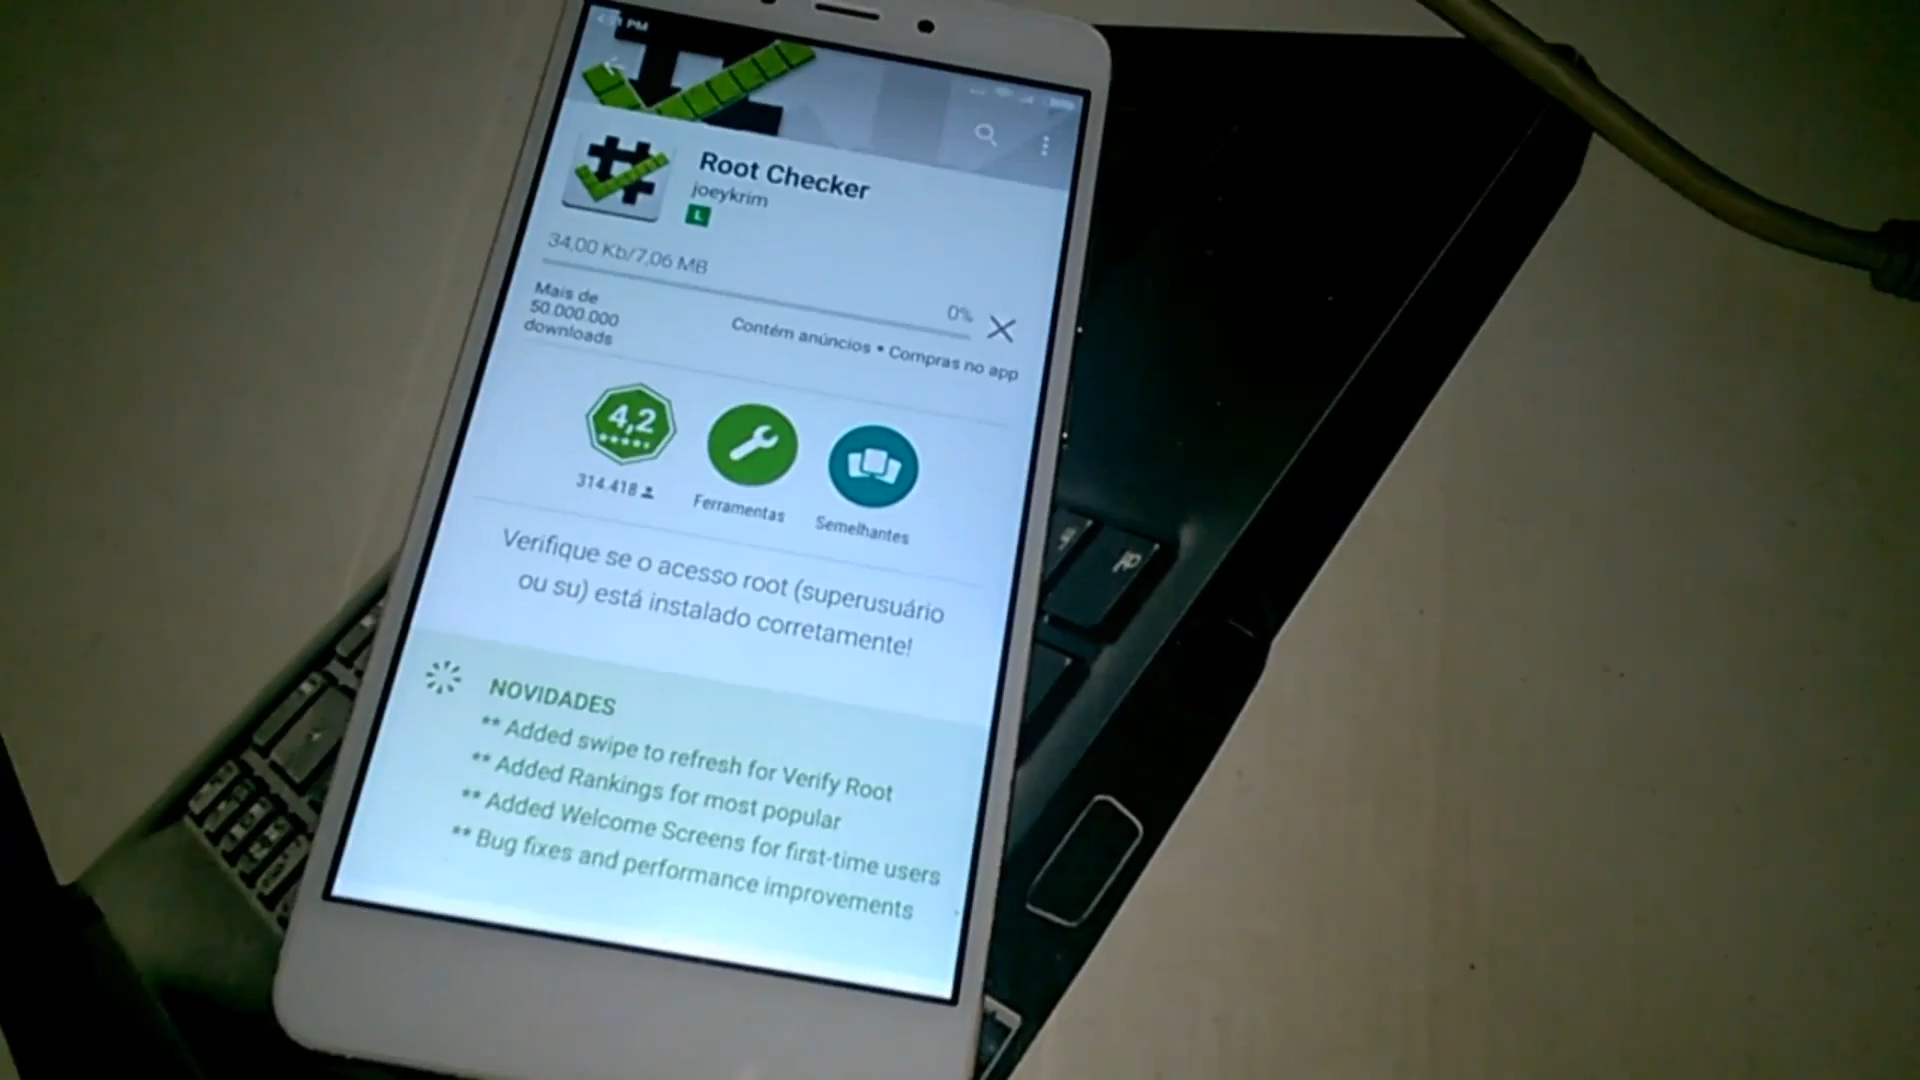 PM
Root Checker
joeykrim
L
34,00 Kb/7,06 MB
0%
Mais de
50.000.000
downloads
Contém anúncios • Compras no app
4,2
314.418
Ferramentas
Semelhantes
Verifique se o acesso root (superusuário
ou su) está instalado corretamente!
NOVIDADES
** Added swipe to refresh for Verify Root
** Added Rankings for most popular
** Added Welcome Screens for first-time users
** Bug fixes and performance improvements